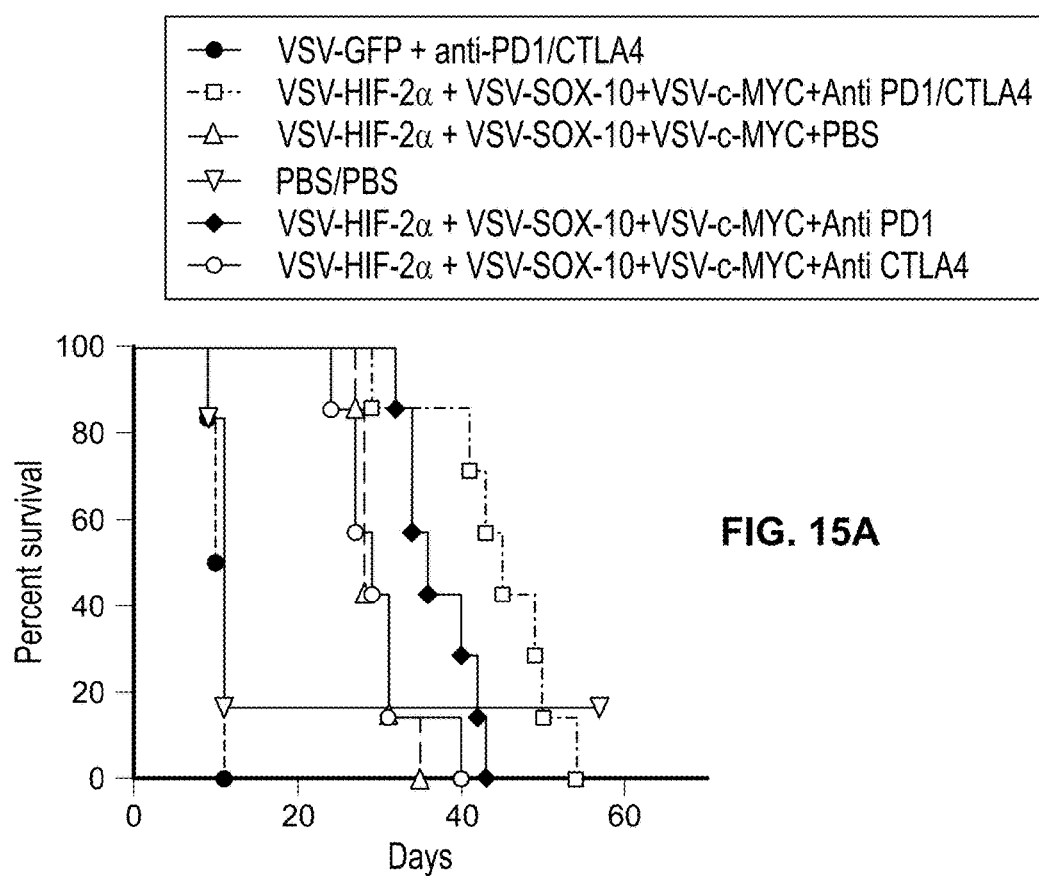 VSV-GFP + anti-PD1/CTLA4
VSV-HIF-2α + VSV-SOX-10+VSV-c-MYC+Anti PD1/CTLA4
VSV-HIF-2α + VSV-SOX-10+VSV-c-MYC+PBS
PBS/PBS
VSV-HIF-2α + VSV-SOX-10+VSV-c-MYC+Anti PD1
VSV-HIF-2α + VSV-SOX-10+VSV-c-MYC+Anti CTLA4
Percent survival
100
80
60
40
20
0
0 20 40 60
Days
FIG. 15A